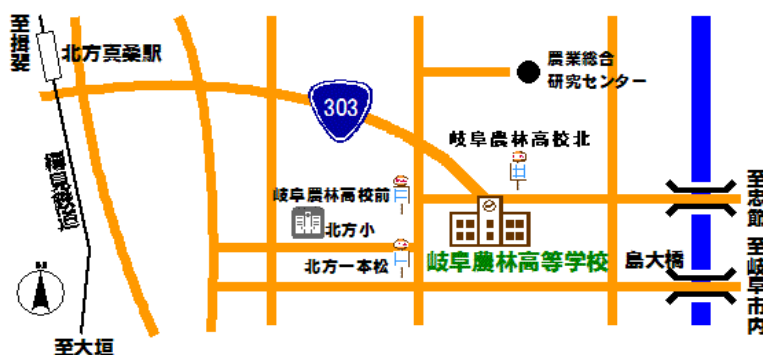 至揖斐
北方真桑駅
303
農業総合
研究センター
岐阜農林高校北
岐阜農林高校前
北方小
北方一本松
岐阜農林高等学校
島大橋
至忠節
至岐阜市内
至大垣